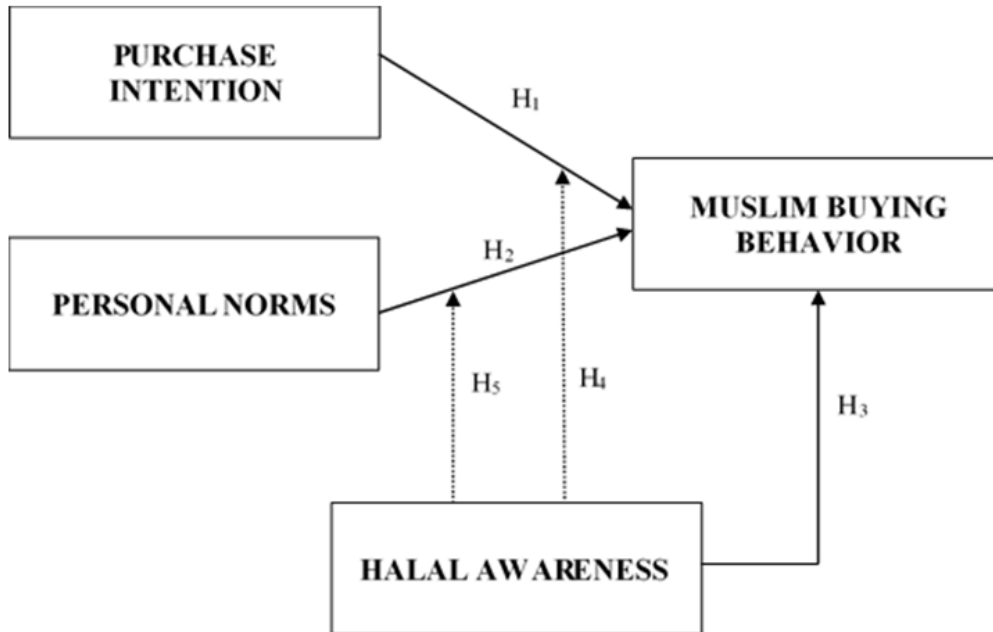 PURCHASE
INTENTION
H₁
MUSLIM BUYING
BEHAVIOR
H₂
PERSONAL NORMS
H₅
H₄
H₃
HALAL AWARENESS